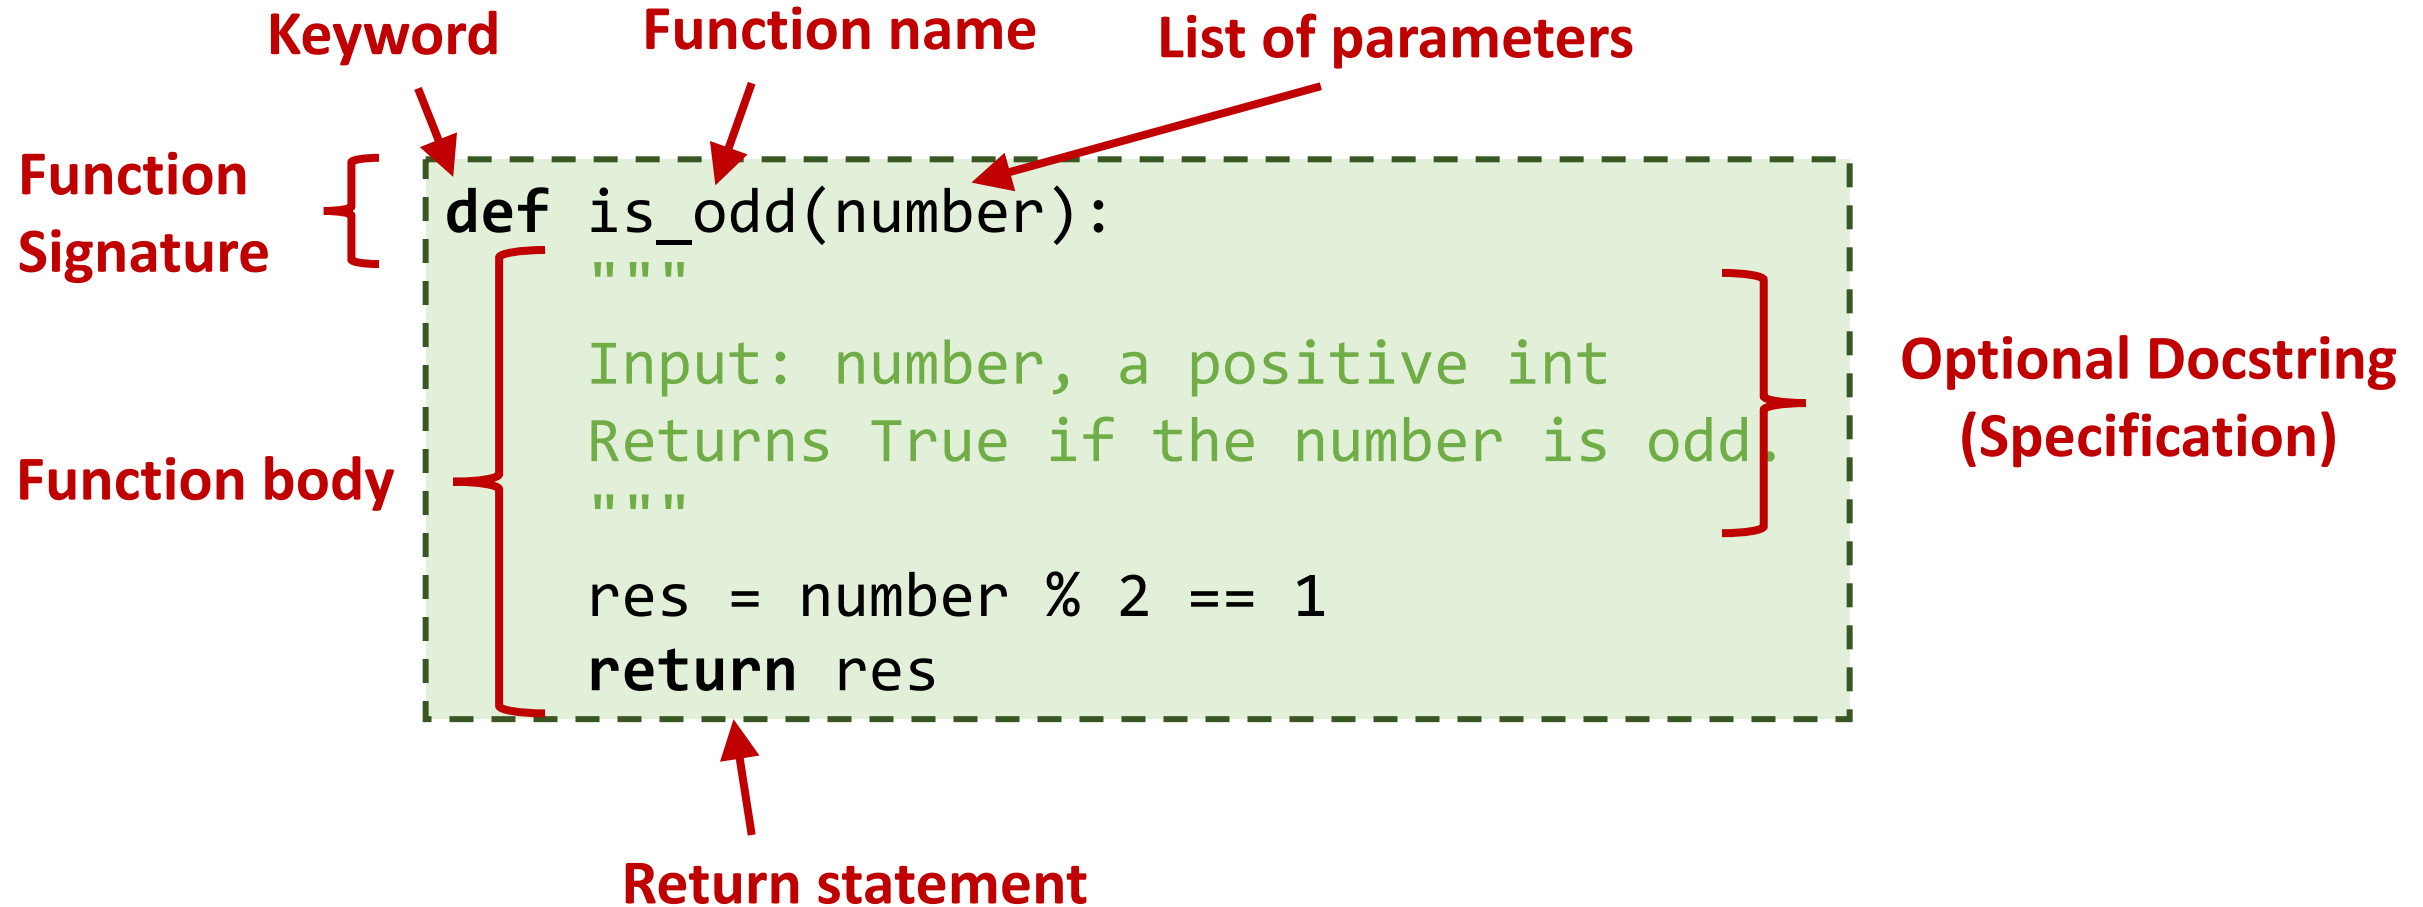 Keyword
Function name
List of parameters
Function
Signature
def is_odd(number):
"""
Input: number, a positive int
Returns True if the number is odd.
"""
res = number % 2 == 1
return res
Function body
Optional Docstring
(Specification)
Return statement